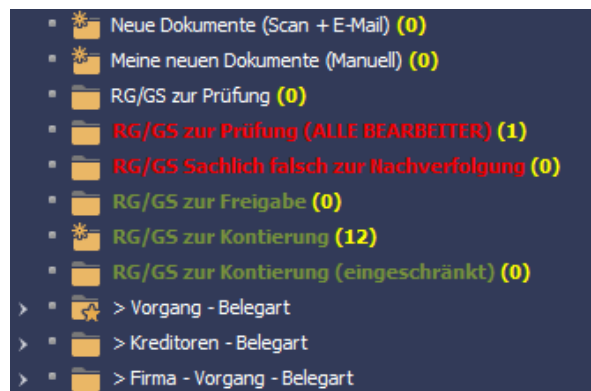 Neue Dokumente (Scan + E-Mail) (0)
Meine neuen Dokumente (Manuell) (0)
RG/GS zur Prüfung (0)
RG/GS zur Prüfung (ALLE BEARBEITER) (1)
RG/GS Sachlich falsch zur Nachverfolgung (0)
RG/GS zur Freigabe (0)
RG/GS zur Kontierung (12)
RG/GS zur Kontierung (eingeschränkt) (0)
> Vorgang - Belegart
> Kreditoren - Belegart
> Firma - Vorgang - Belegart